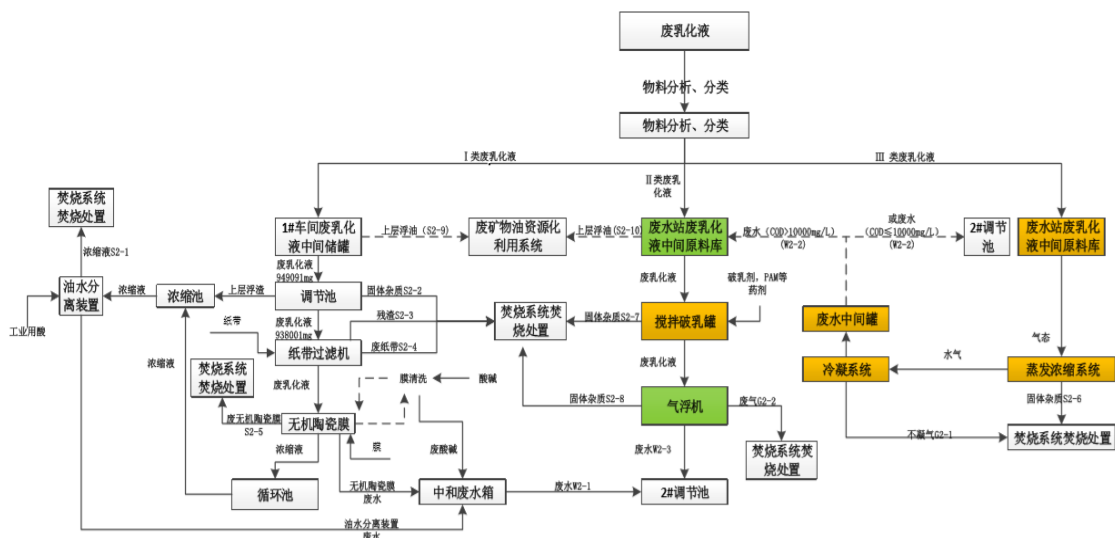 废乳化液
物料分析、分类
物料分析、分类
Ⅰ类废乳化液
Ⅱ类废乳
化液
III 类废乳化液
焚烧系统
焚烧处置
1#车间废乳化
液中间储罐
上层浮油（S2-9）
废矿物油资源化
利用系统
上层浮油(S2-10)
废水站废乳化
液中间原料库
废水（COD>10000mg/L)
(W2-2)
或废水
(COD≤10000mg/L)
(W2-2)
2#调节
池
废水站废乳化
液中间原料库
浓缩液S2-1
废乳化液
949091mg
废乳化液
破乳剂，PAM等
药剂
油水分
离装置
浓缩液
浓缩池
上层浮渣
调节池
固体杂质S2-2
焚烧系统焚
烧处置
固体杂质S2-7
搅拌破乳罐
废水中间罐
气态
工业用酸
纸带
废乳化液
938001mg
残渣S2-3
纸带过滤机
废纸带S2-4
废乳化液
冷凝系统
水气
蒸发浓缩系统
浓缩液
焚烧系统
焚烧处置
废乳化液
膜清洗
酸碱
固体杂质S2-8
气浮机
废气G2-2
固体杂质S2-6
废无机陶瓷膜
S2-5
无机陶瓷膜
不凝气G2-1
焚烧系统焚烧处置
浓缩液
膜
废酸碱
废水W2-3
焚烧系统焚
烧处置
循环池
无机陶瓷膜
废水
中和废水箱
废水W2-1
2#调节池
油水分离装置
废水